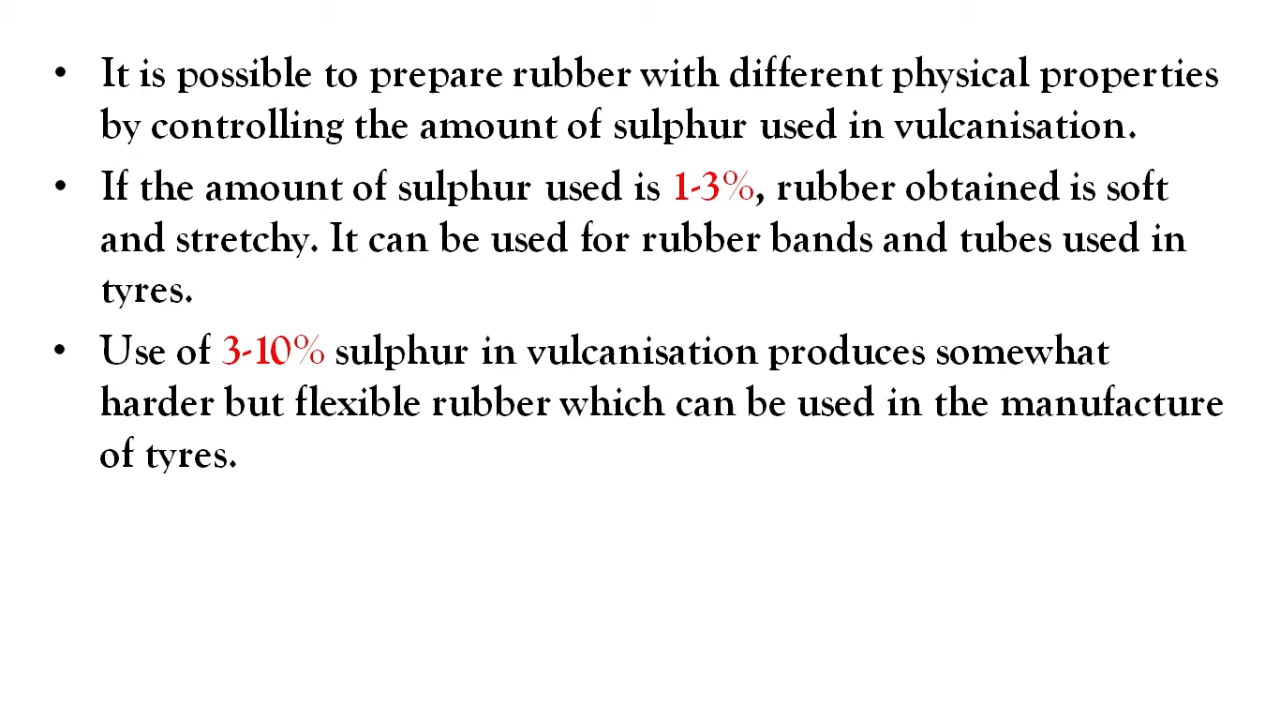 • It is possible to prepare rubber with different physical properties
by controlling the amount of sulphur used in vulcanisation.
• If the amount of sulphur used is 1-3%, rubber obtained is soft
and stretchy. It can be used for rubber bands and tubes used in
tyres.
• Use of 3-10% sulphur in vulcanisation produces somewhat
harder but flexible rubber which can be used in the manufacture
of tyres.